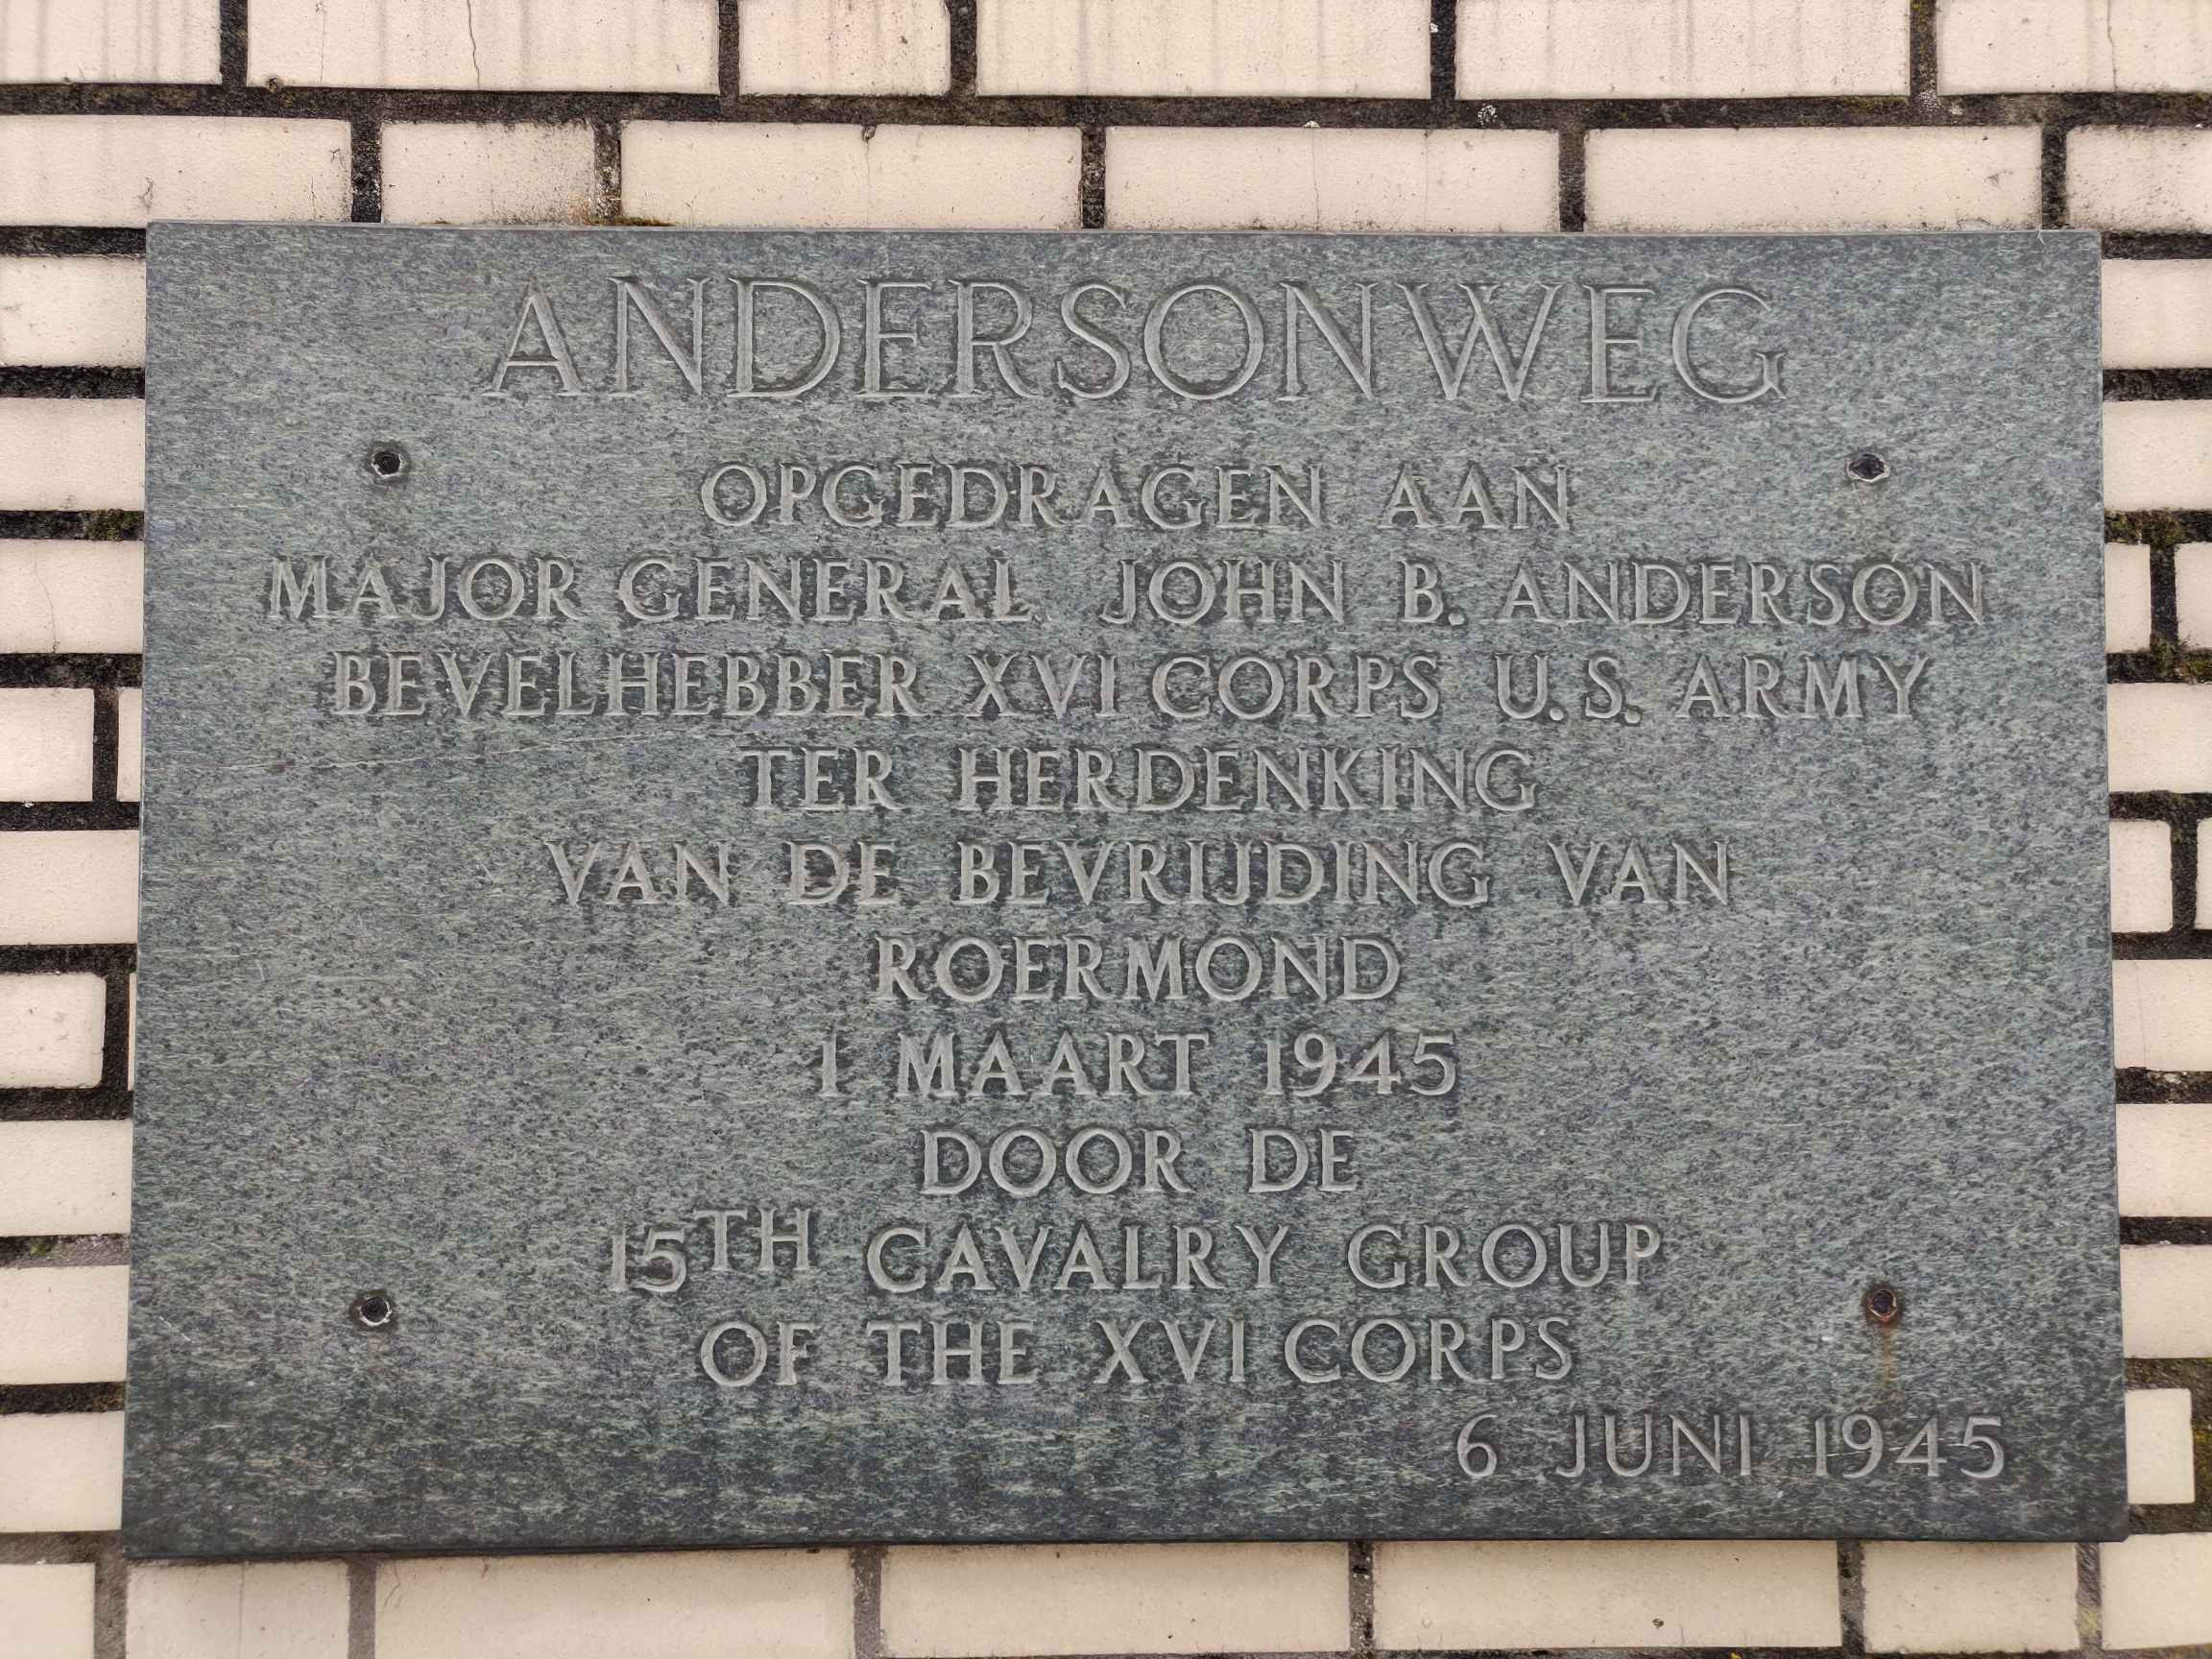 ANDERSONWEG
OPGEDRAGEN AAN
MAJOR GENERAL JOHN B. ANDERSON
BEVELHEBBER XVI CORPS U.S. ARMY
TER HERDENKING
VAN DE BEVRIJDING VAN
ROERMOND
1 MAART 1945
DOOR DE
15TH CAVALRY GROUP
OF THE XVI CORPS
6 JUNI 1945